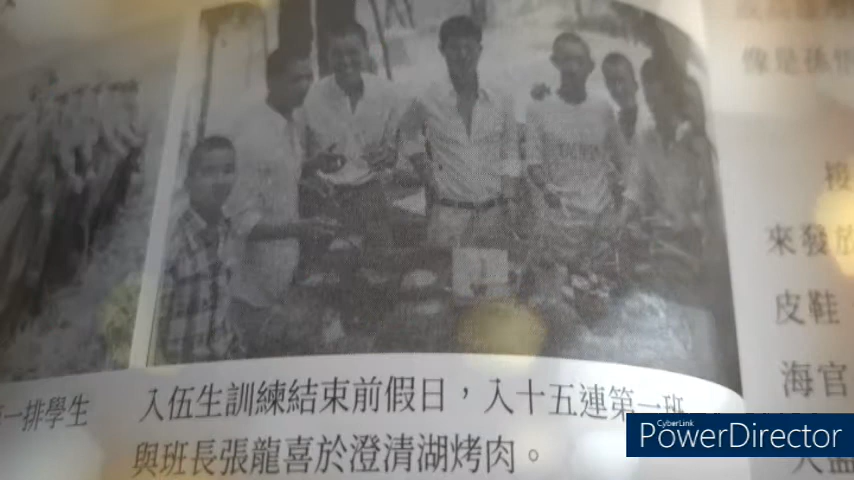 像是孫
來發放
皮鞋
海官
一排學生
入伍生訓練結束前假日，入十五連第一班
與班長張龍喜於澄清湖烤肉。
CyberLink
PowerDirector